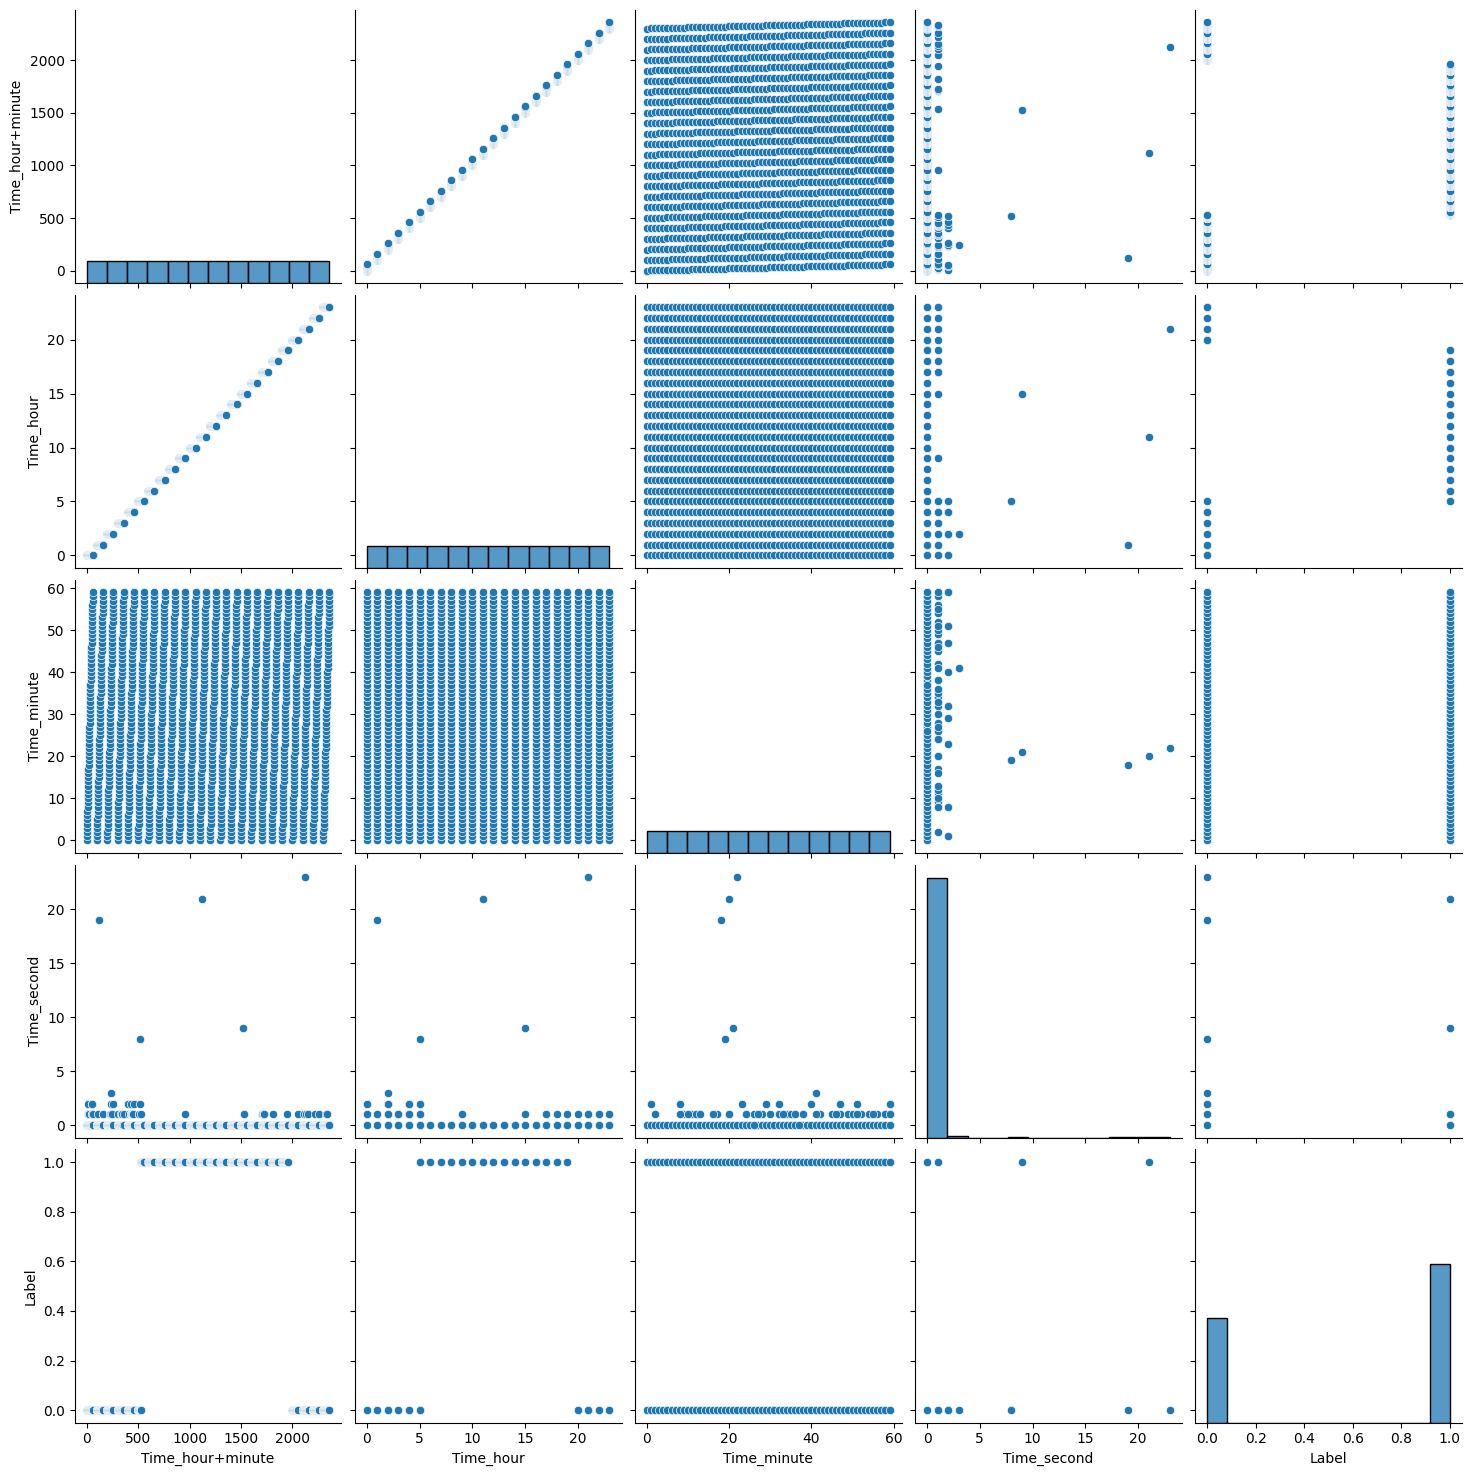 Time_hour+minute
2000
1500
1000
500
0
Time_hour
20
15
10
5
0
Time_minute
60
50
40
30
20
10
0
Time_second
20
15
10
5
0
Label
1.0
0.8
0.6
0.4
0.2
0.0
0 500 1000 1500 2000
0 5 10 15 20
0 20 40 60
0 5 10 15 20
0.0 0.2 0.4 0.6 0.8 1.0
Time_hour+minute Time_hour Time_minute Time_second Label